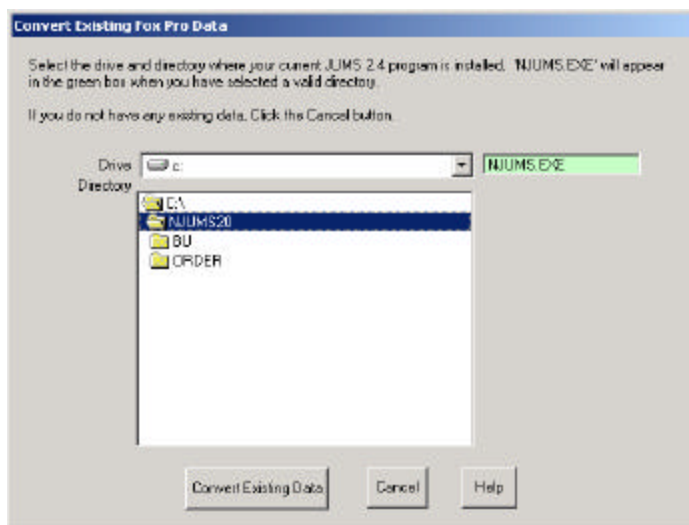 Convert Existing Fox Pro Data
Select the drive and directory where your current JUMS 2.4 program is installed. 'NJUMS.EXE' will appear
in the green box when you have selected a valid directory.
If you do not have any existing data, Click the Cancel button.
Drive c: NJUMS.EXE
Directory
C:\
NJUMS20
BU
ORDER
Convert Existing Data Cancel Help